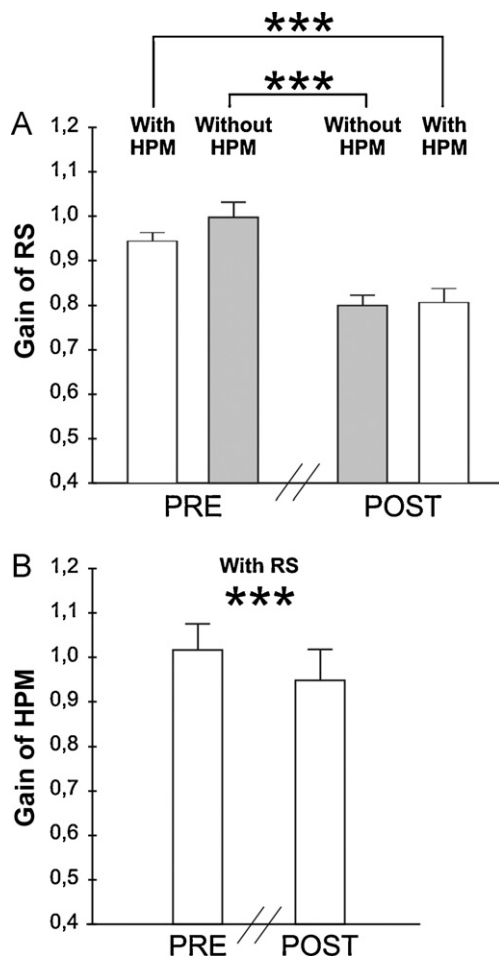 ***
***
A
With HPM
Without HPM
Without HPM
With HPM
Gain of RS
1,2
1,1
1,0
0,9
0,8
0,7
0,6
0,5
0,4
PRE
POST
B
With RS
***
Gain of HPM
1,2
1,1
1,0
0,9
0,8
0,7
0,6
0,5
0,4
PRE
POST